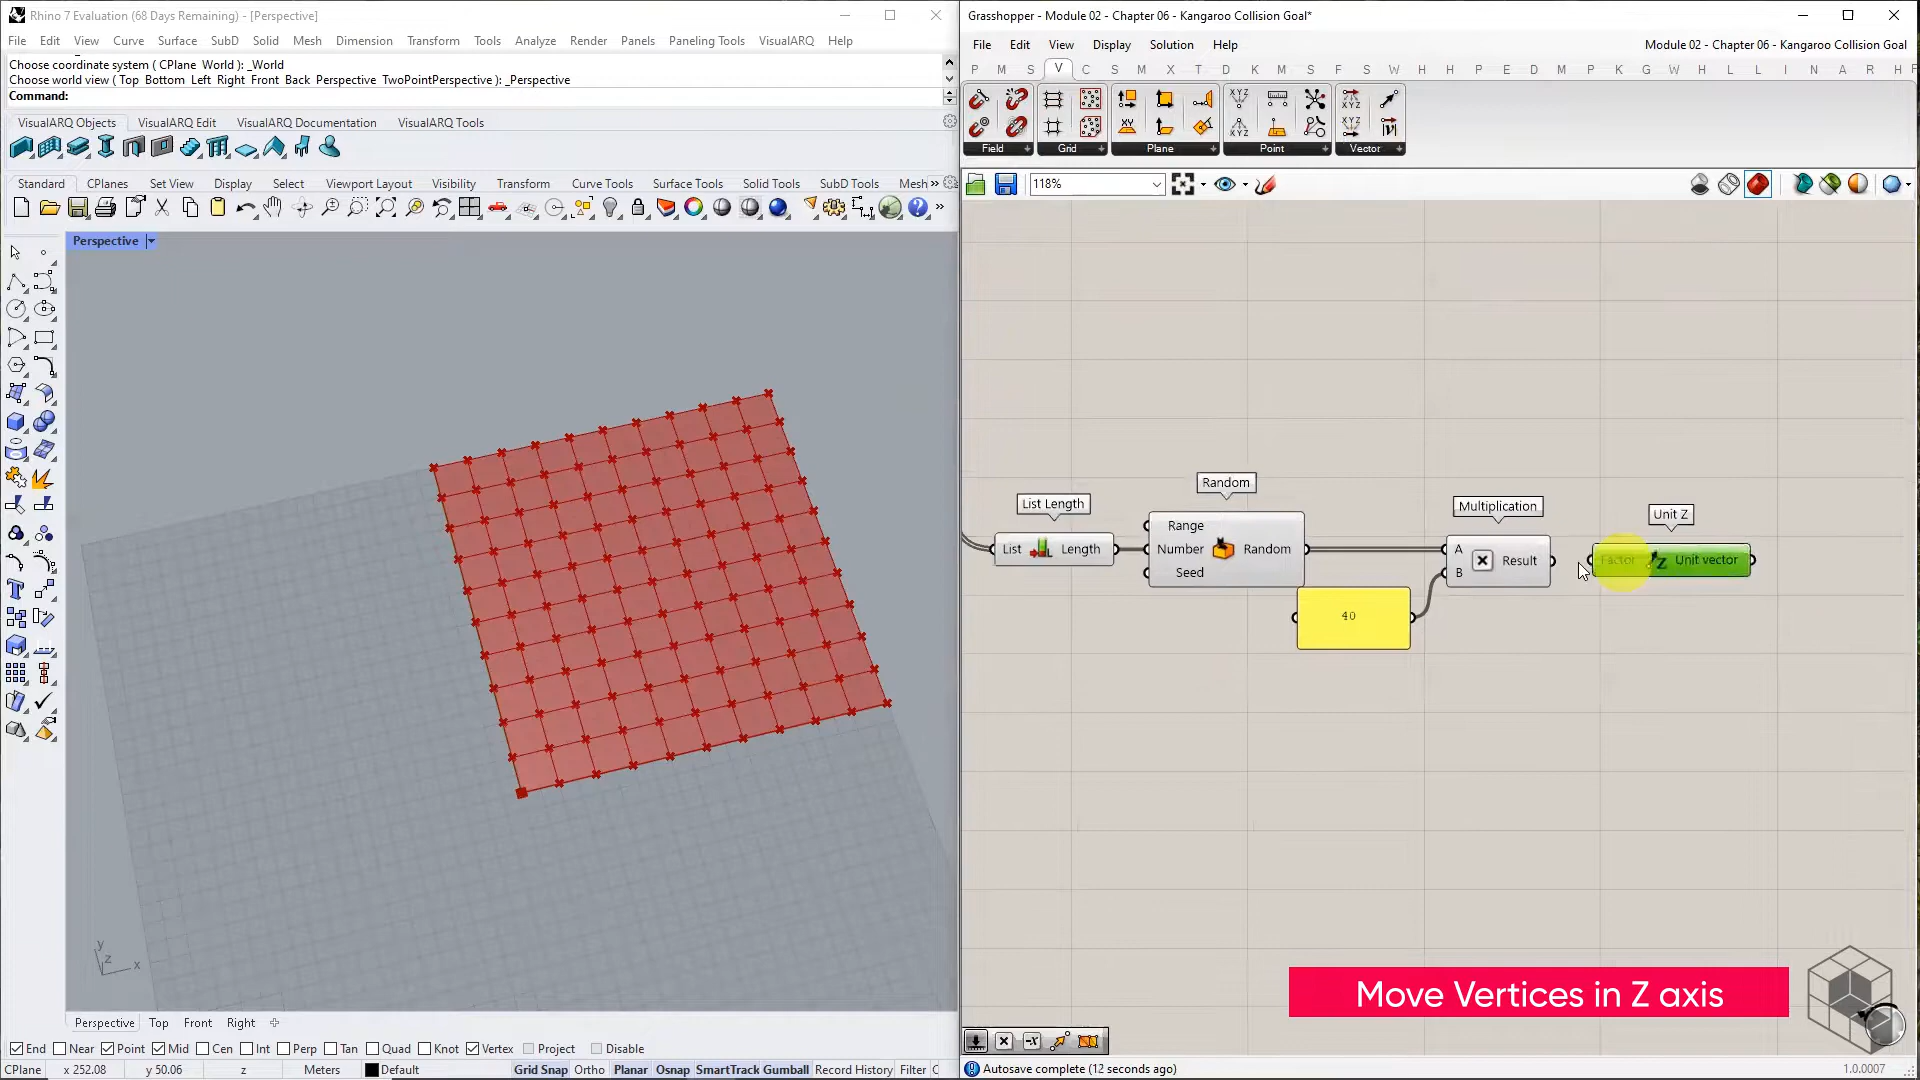 Rhino 7 Evaluation (68 Days Remaining) - [Perspective]
File Edit View Curve Surface SubD Solid Mesh Dimension Transform Tools Analyze Render Panels Paneling Tools VisualARQ Help
Choose coordinate system ( CPlane World ): _World
Choose world view ( Top Bottom Left Right Front Back Perspective TwoPointPerspective ): _Perspective
Command:
VisualARQ Objects VisualARQ Edit VisualARQ Documentation VisualARQ Tools
Standard CPlanes Set View Display Select Viewport Layout Visibility Transform Curve Tools Surface Tools Solid Tools SubD Tools Mesh »
Perspective
y
z
x
Perspective Top Front Right
End Near Point Mid Cen Int Perp Tan Quad Knot Vertex Project Disable
CPlane x 252.08 y 50.06 z Meters Default Grid Snap Ortho Planar Osnap SmartTrack Gumball Record History Filter C
Grasshopper - Module 02 - Chapter 06 - Kangaroo Collision Goal*
File Edit View Display Solution Help Module 02 - Chapter 06 - Kangaroo Collision Goal
P M S V C S M X T D K M S F S W H H P E D M P K G W H L L I N A R H F
Field Grid Plane Point Vector
118%
Random
List Length
Multiplication
Unit Z
Range
List Length
Number Random
Seed
A
B
Result
Factor Unit vector
40
Move Vertices in Z axis
Autosave complete (12 seconds ago)
1.0.0007